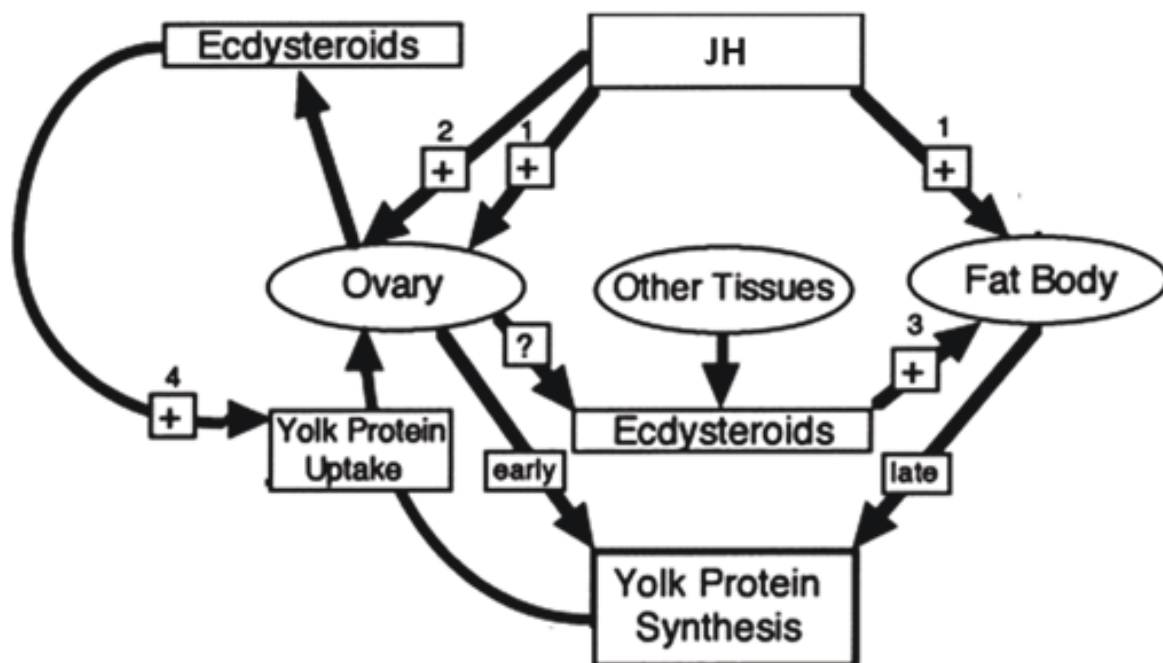 Ecdysteroids
JH
2
+
1
+
1
+
Ovary
Other Tissues
Fat Body
?
3
+
4
+
Yolk Protein
Uptake
Ecdysteroids
early
late
Yolk Protein
Synthesis